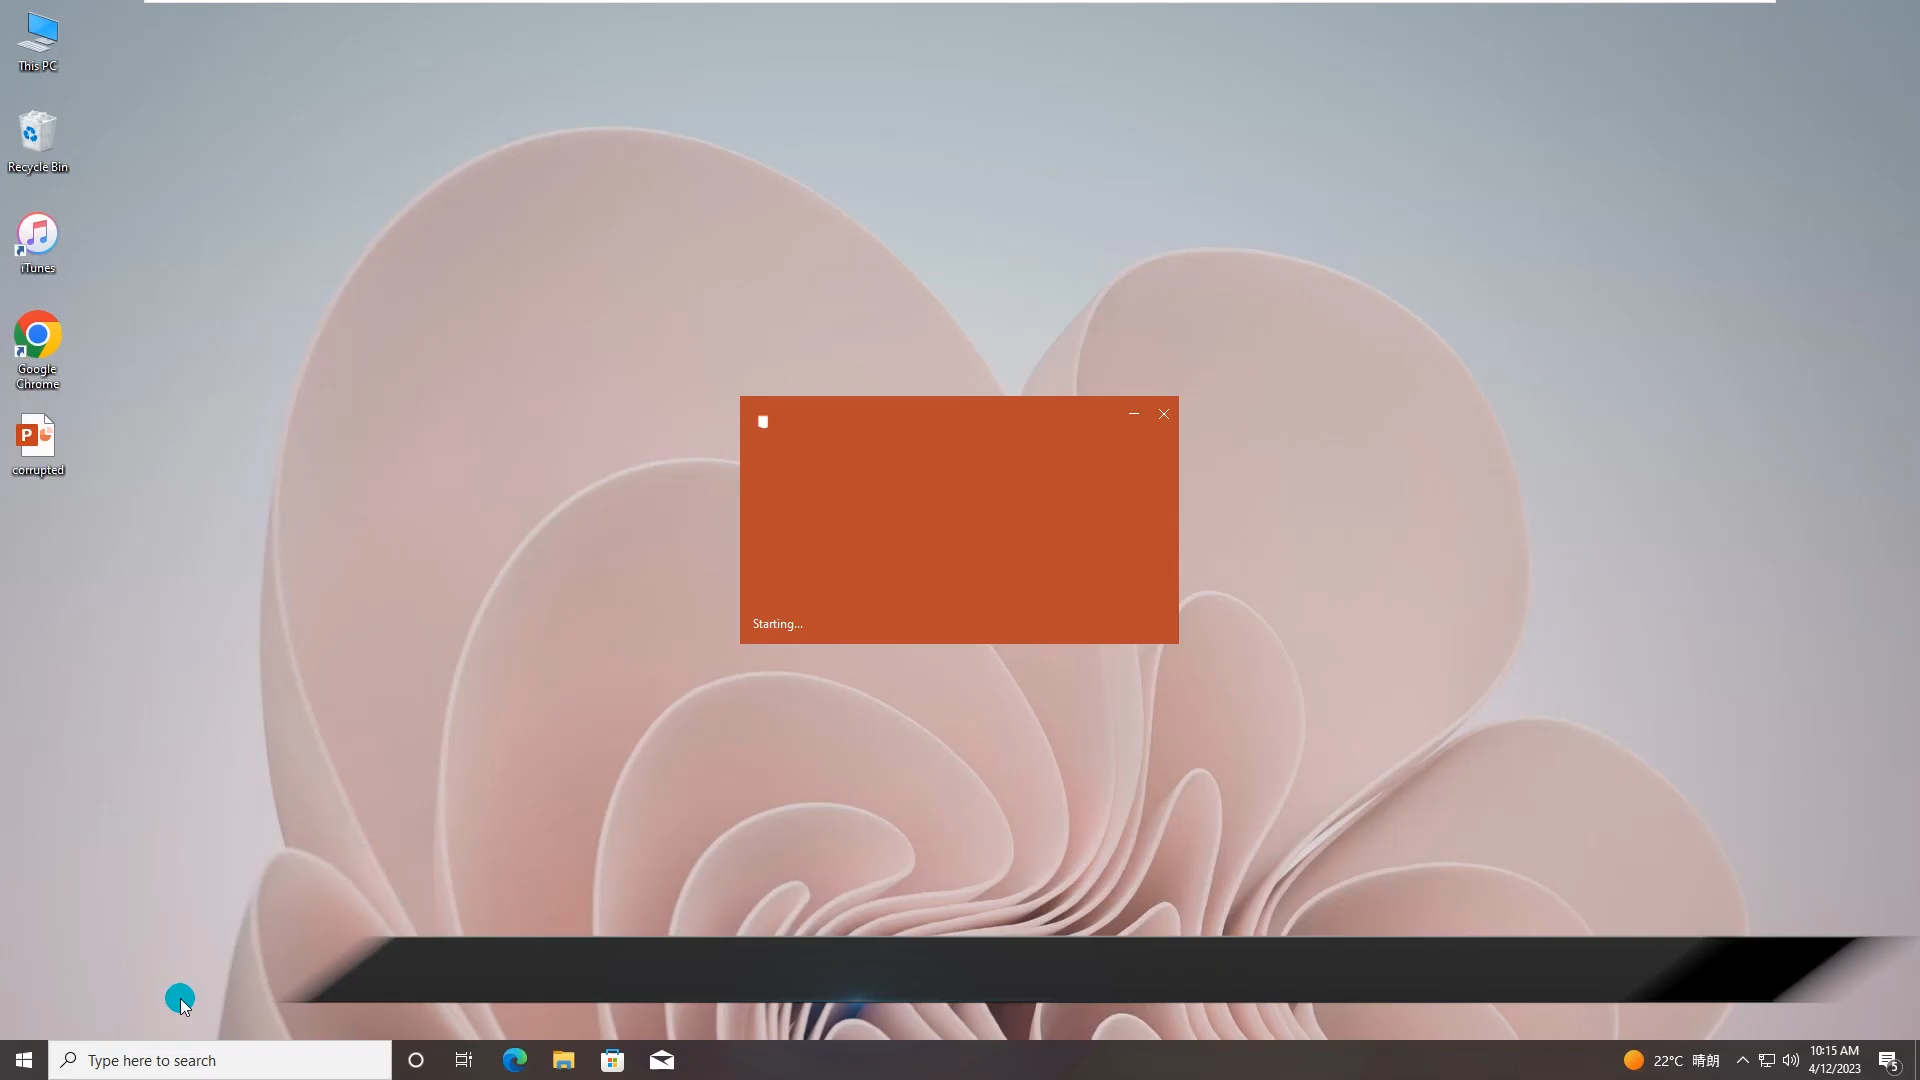 This PC
Recycle Bin
iTunes
Google
Chrome
P
corrupted
Starting...
Type here to search
22°C 晴朗
10:15 AM
4/12/2023
5